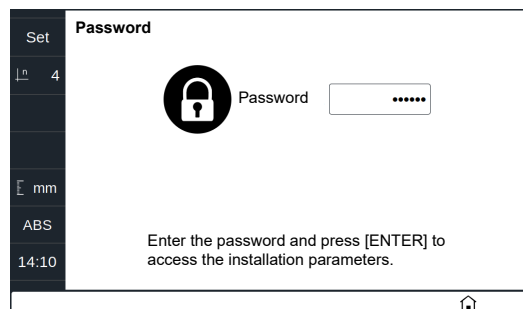 Set
Password
n 4
Password ••••••
mm
ABS
Enter the password and press [ENTER] to
14:10
access the installation parameters.